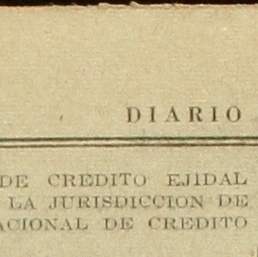 DIARIO
DE CREDITO EJIDAL
LA JURISDICCION DE
ACIONAL DE CREDITO